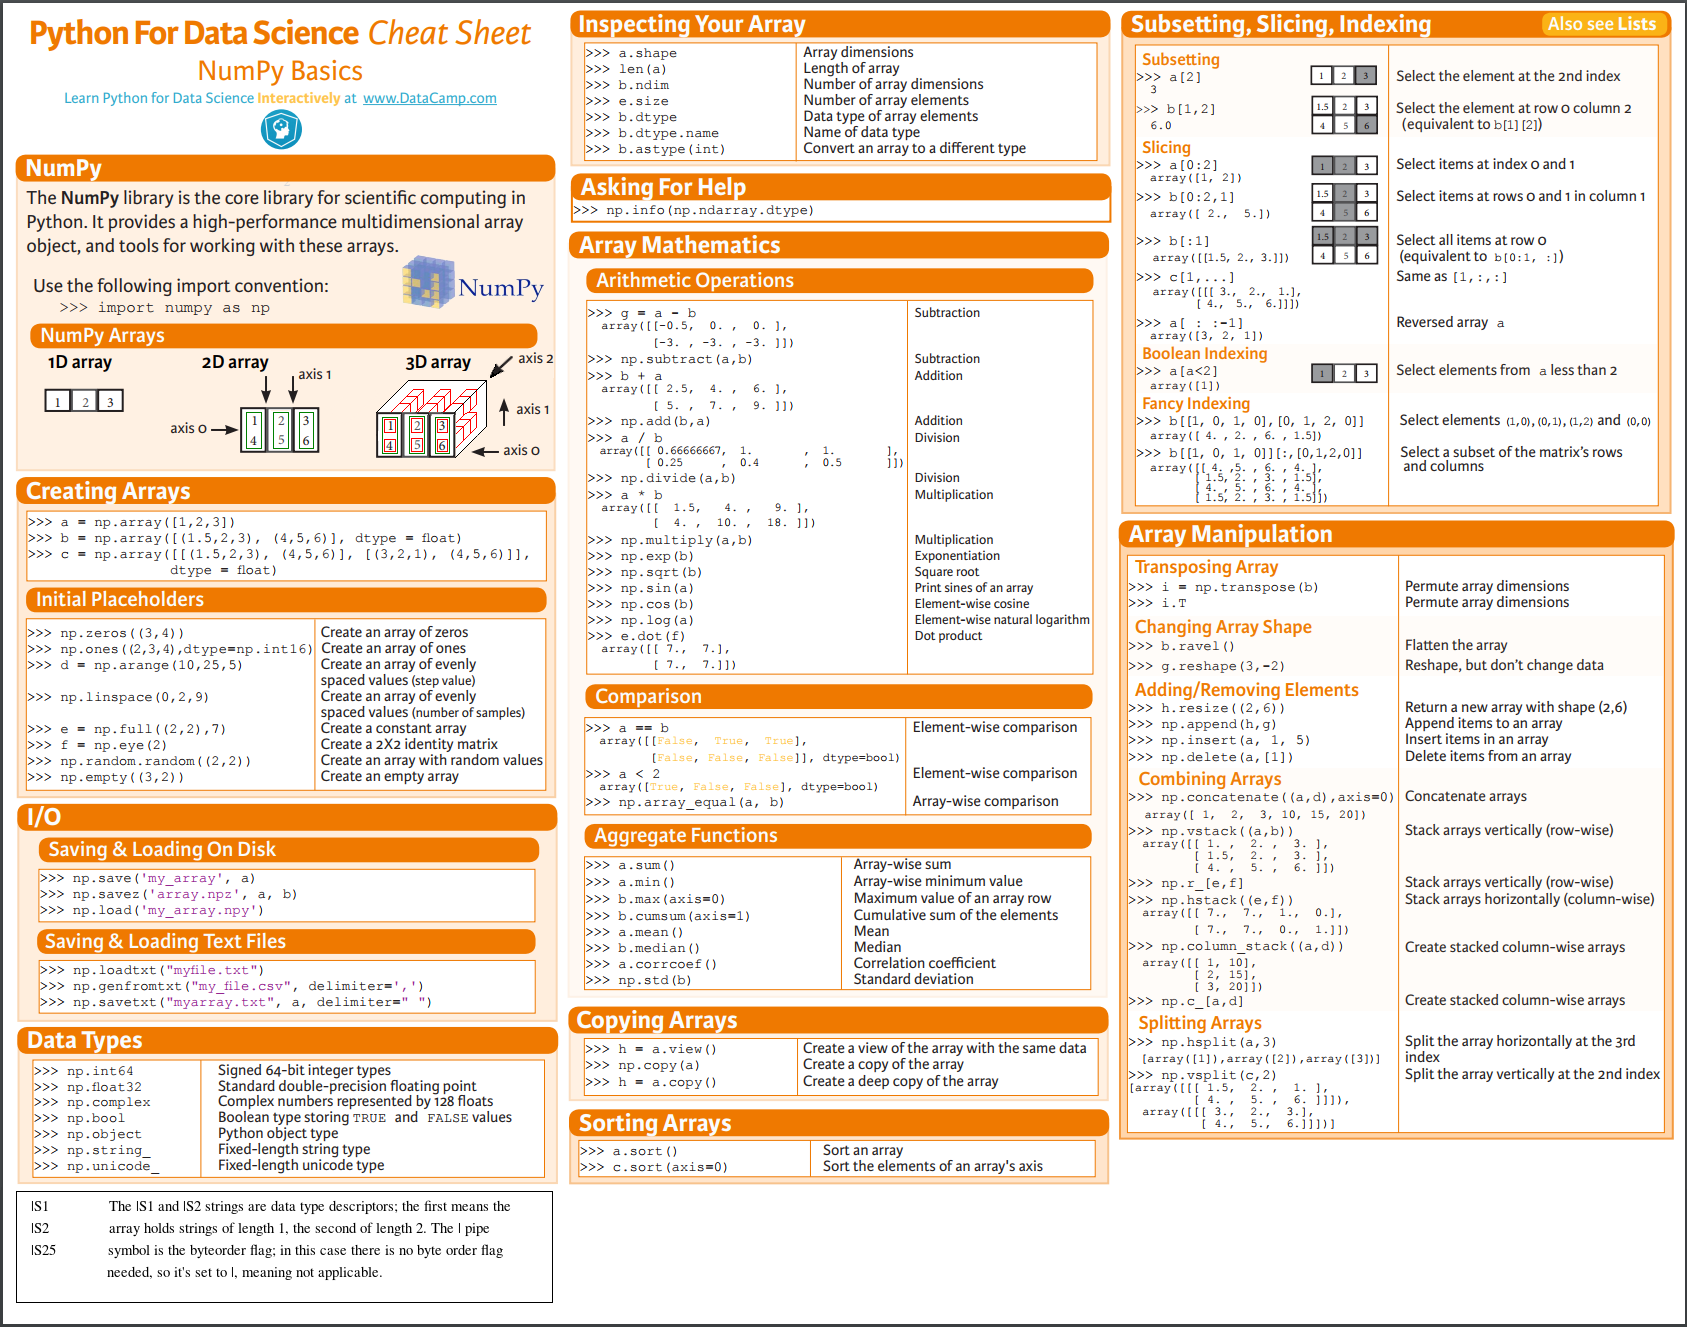 Python For Data Science Cheat Sheet
NumPy Basics
Learn Python for Data Science Interactively at www.DataCamp.com
NumPy
The NumPy library is the core library for scientific computing in
Python. It provides a high-performance multidimensional array
object, and tools for working with these arrays.
Use the following import convention:
>>> import numpy as np
NumPy
NumPy Arrays
1D array
2D array
3D array
axis 2
axis 1
axis 1
axis 0
axis 0
1 2 3
1 2 3
4 5 6
1 2 3
4 5 6
Creating Arrays
>>> a = np.array([1,2,3])
>>> b = np.array([(1.5,2,3), (4,5,6)], dtype = float)
>>> c = np.array([[(1.5,2,3), (4,5,6)], [(3,2,1), (4,5,6)]],
dtype = float)
Initial Placeholders
>>> np.zeros((3,4)) Create an array of zeros
>>> np.ones((2,3,4),dtype=np.int16) Create an array of ones
>>> d = np.arange(10,25,5) Create an array of evenly
spaced values (step value)
>>> np.linspace(0,2,9) Create an array of evenly
spaced values (number of samples)
>>> e = np.full((2,2),7) Create a constant array
>>> f = np.eye(2) Create a 2X2 identity matrix
>>> np.random.random((2,2)) Create an array with random values
>>> np.empty((3,2)) Create an empty array
I/O
Saving & Loading On Disk
>>> np.save('my_array', a)
>>> np.savez('array.npz', a, b)
>>> np.load('my_array.npy')
Saving & Loading Text Files
>>> np.loadtxt("myfile.txt")
>>> np.genfromtxt("my_file.csv", delimiter=',')
>>> np.savetxt("myarray.txt", a, delimiter=" ")
Data Types
>>> np.int64 Signed 64-bit integer types
>>> np.float32 Standard double-precision floating point
>>> np.complex Complex numbers represented by 128 floats
>>> np.bool Boolean type storing TRUE and FALSE values
>>> np.object Python object type
>>> np.string_ Fixed-length string type
>>> np.unicode_ Fixed-length unicode type
|S1 The |S1 and |S2 strings are data type descriptors; the first means the
|S2 array holds strings of length 1, the second of length 2. The | pipe
|S25 symbol is the byteorder flag; in this case there is no byte order flag
needed, so it's set to |, meaning not applicable.
Inspecting Your Array
>>> a.shape Array dimensions
>>> len(a) Length of array
>>> b.ndim Number of array dimensions
>>> e.size Number of array elements
>>> b.dtype Data type of array elements
>>> b.dtype.name Name of data type
>>> b.astype(int) Convert an array to a different type
Asking For Help
>>> np.info(np.ndarray.dtype)
Array Mathematics
Arithmetic Operations
>>> g = a - b Subtraction
array([[-0.5, 0. , 0. ],
[-3. , -3. , -3. ]])
>>> np.subtract(a,b) Subtraction
>>> b + a Addition
array([[ 2.5, 4. , 6. ],
[ 5. , 7. , 9. ]])
>>> np.add(b,a) Addition
>>> a / b Division
array([[ 0.66666667, 1. , 1. ],
[ 0.25 , 0.4 , 0.5 ]])
>>> np.divide(a,b) Division
>>> a * b Multiplication
array([[ 1.5, 4. , 9. ],
[ 4. , 10. , 18. ]])
>>> np.multiply(a,b) Multiplication
>>> np.exp(b) Exponentiation
>>> np.sqrt(b) Square root
>>> np.sin(a) Print sines of an array
>>> np.cos(b) Element-wise cosine
>>> np.log(a) Element-wise natural logarithm
>>> e.dot(f) Dot product
array([[ 7., 7.],
[ 7., 7.]])
Comparison
>>> a == b Element-wise comparison
array([[False, True, True],
[False, False, False]], dtype=bool)
>>> a < 2 Element-wise comparison
array([True, False, False], dtype=bool)
>>> np.array_equal(a, b) Array-wise comparison
Aggregate Functions
>>> a.sum() Array-wise sum
>>> a.min() Array-wise minimum value
>>> b.max(axis=0) Maximum value of an array row
>>> b.cumsum(axis=1) Cumulative sum of the elements
>>> a.mean() Mean
>>> b.median() Median
>>> a.corrcoef() Correlation coefficient
>>> np.std(b) Standard deviation
Copying Arrays
>>> h = a.view() Create a view of the array with the same data
>>> np.copy(a) Create a copy of the array
>>> h = a.copy() Create a deep copy of the array
Sorting Arrays
>>> a.sort() Sort an array
>>> c.sort(axis=0) Sort the elements of an array's axis
Subsetting, Slicing, Indexing
Also see Lists
Subsetting
>>> a[2] 1 2 3 Select the element at the 2nd index
3
>>> b[1,2] 1.5 2 3 Select the element at row 0 column 2
6.0 4 5 6 (equivalent to b[1][2])
Slicing
>>> a[0:2] 1 2 3 Select items at index 0 and 1
array([1, 2])
>>> b[0:2,1] 1.5 2 3 Select items at rows 0 and 1 in column 1
array([ 2., 5.]) 4 5 6
>>> b[:1] 1.5 2 3 Select all items at row 0
array([[1.5, 2., 3.]]) 4 5 6 (equivalent to b[0:1, :])
>>> c[1,...] Same as [1,:,:]
array([[[ 3., 2., 1.],
[ 4., 5., 6.]]])
>>> a[ : :-1] Reversed array a
array([3, 2, 1])
Boolean Indexing
>>> a[a<2] 1 2 3 Select elements from a less than 2
array([1])
Fancy Indexing
>>> b[[1, 0, 1, 0],[0, 1, 2, 0]] Select elements (1,0),(0,1),(1,2) and (0,0)
array([ 4. , 2. , 6. , 1.5])
>>> b[[1, 0, 1, 0]][:,[0,1,2,0]] Select a subset of the matrix's rows
and columns
array([[ 4. ,5. , 6. , 4. ],
[ 1.5, 2. , 3. , 1.5],
[ 4. , 5. , 6. , 4. ],
[ 1.5, 2. , 3. , 1.5]])
Array Manipulation
Transposing Array
>>> i = np.transpose(b) Permute array dimensions
>>> i.T Permute array dimensions
Changing Array Shape
>>> b.ravel() Flatten the array
>>> g.reshape(3,-2) Reshape, but don't change data
Adding/Removing Elements
>>> h.resize((2,6)) Return a new array with shape (2,6)
>>> np.append(h,g) Append items to an array
>>> np.insert(a, 1, 5) Insert items in an array
>>> np.delete(a,[1]) Delete items from an array
Combining Arrays
>>> np.concatenate((a,d),axis=0) Concatenate arrays
array([ 1, 2, 3, 10, 15, 20])
>>> np.vstack((a,b)) Stack arrays vertically (row-wise)
array([[ 1. , 2. , 3. ],
[ 1.5, 2. , 3. ],
[ 4. , 5. , 6. ]])
>>> np.r_[e,f] Stack arrays vertically (row-wise)
>>> np.hstack((e,f)) Stack arrays horizontally (column-wise)
array([[ 7., 7., 1., 0.],
[ 7., 7., 0., 1.]])
>>> np.column_stack((a,d)) Create stacked column-wise arrays
array([[ 1, 10],
[ 2, 15],
[ 3, 20]])
>>> np.c_[a,d] Create stacked column-wise arrays
Splitting Arrays
>>> np.hsplit(a,3) Split the array horizontally at the 3rd
[array([1]),array([2]),array([3])] index
>>> np.vsplit(c,2) Split the array vertically at the 2nd index
[array([[[ 1.5, 2. , 1. ],
[ 4. , 5. , 6. ]]]),
array([[[ 3., 2., 3.],
[ 4., 5., 6.]]])]